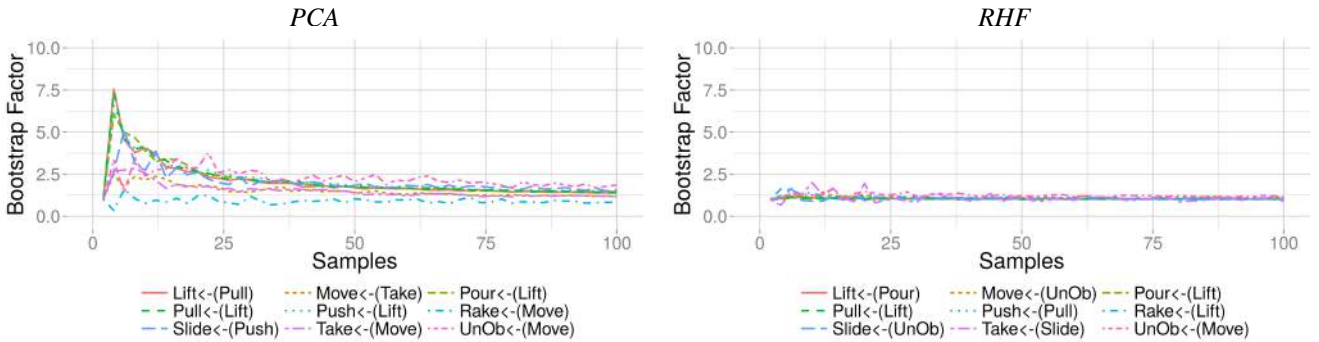 PCA
10.0
7.5
5.0
2.5
0.0
Bootstrap Factor
0 25 50 75 100
Samples
Lift<-(Pull) Move<-(Take) Pour<-(Lift)
Pull<-(Lift) Push<-(Lift) Rake<-(Move)
Slide<-(Push) Take<-(Move) UnOb<-(Move)
RHF
10.0
7.5
5.0
2.5
0.0
Bootstrap Factor
0 25 50 75 100
Samples
Lift<-(Pour) Move<-(UnOb) Pour<-(Lift)
Pull<-(Lift) Push<-(Pull) Rake<-(Lift)
Slide<-(UnOb) Take<-(Slide) UnOb<-(Move)